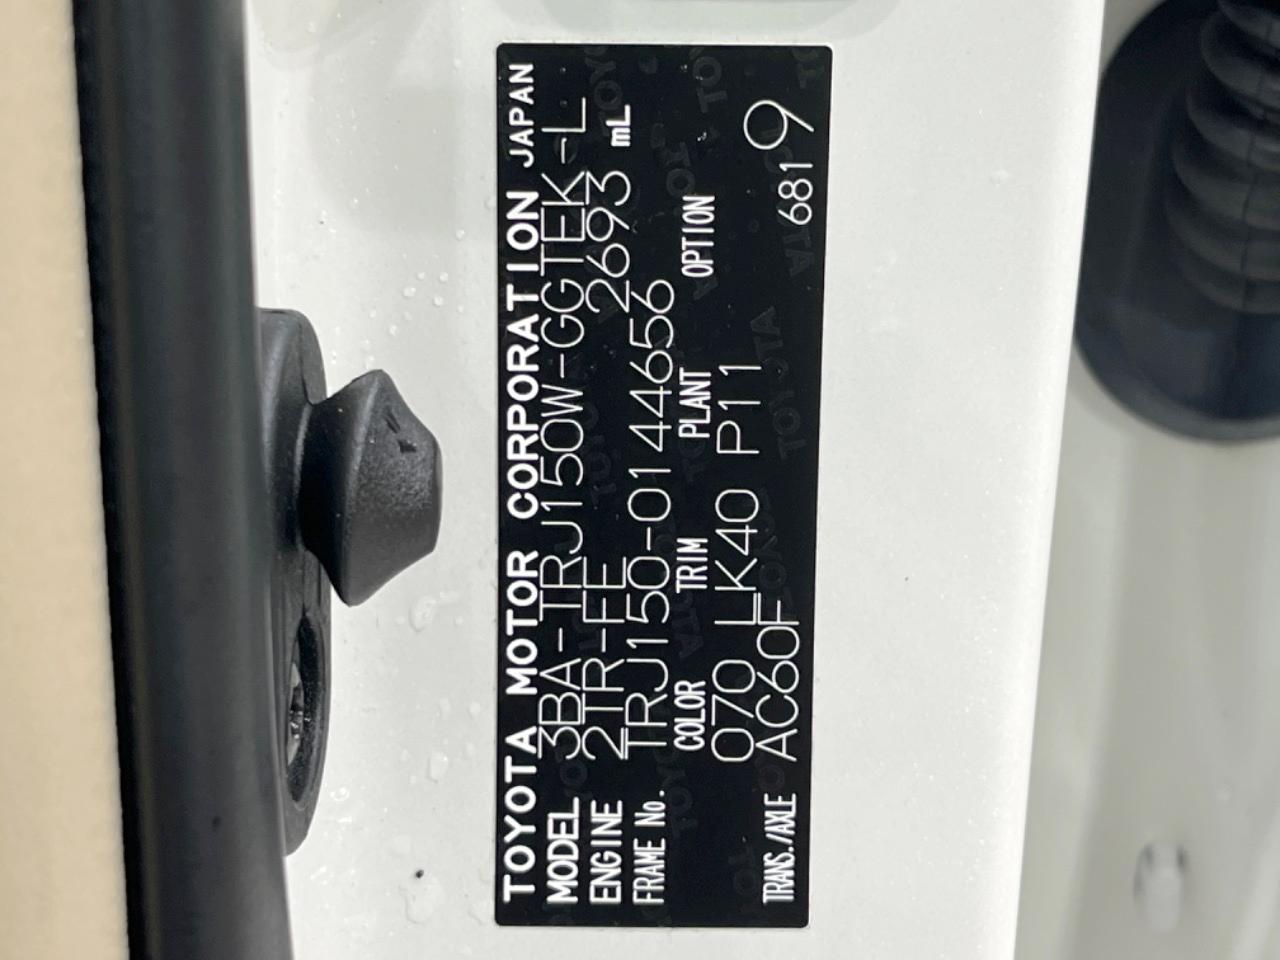 TOYOTA MOTOR CORPORATION JAPAN
MODEL 3BA-TRJ150W-GGTEK-L
ENGINE 2TR-FE 2693 mL
FRAME No. TRJ150-0144656
COLOR TRIM PLANT OPTION
070 LK40 P11 9
TRANS./AXLE AC60F 681